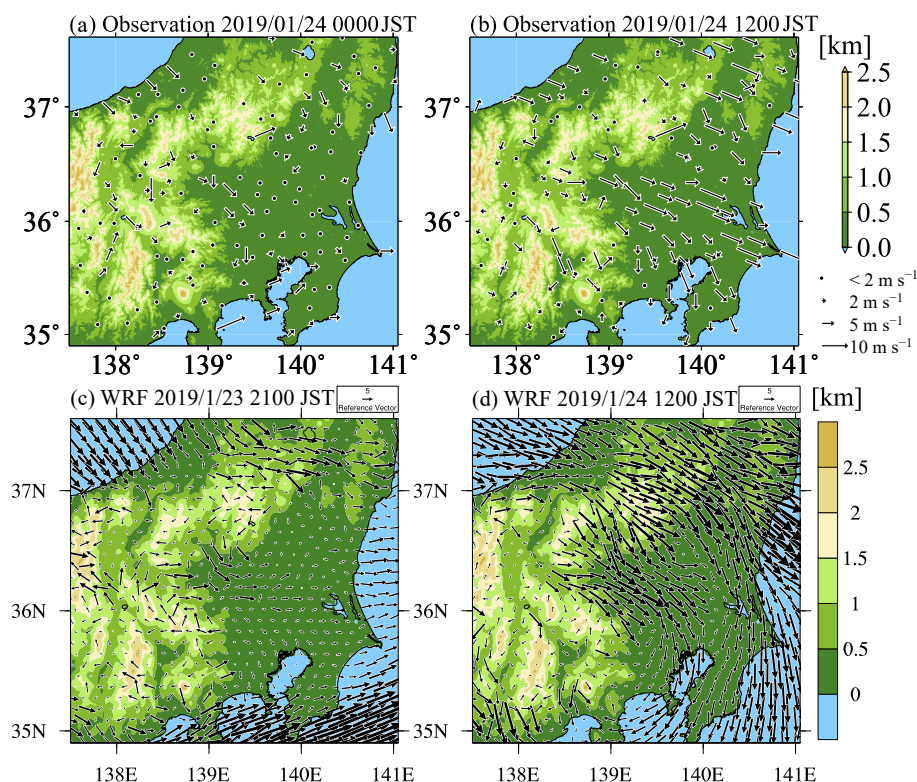 (a) Observation 2019/01/24 0000 JST
(b) Observation 2019/01/24 1200 JST
[km]
37°
36°
35°
138° 139° 140° 141°
37°
36°
35°
138° 139° 140° 141°
2.5
2.0
1.5
1.0
0.5
0.0
< 2 m s⁻¹
2 m s⁻¹
5 m s⁻¹
10 m s⁻¹
(c) WRF 2019/1/23 2100 JST
5
Reference Vector
(d) WRF 2019/1/24 1200 JST
5
Reference Vector
[km]
37N
36N
35N
138E 139E 140E 141E
37N
36N
35N
138E 139E 140E 141E
2.5
2
1.5
1
0.5
0